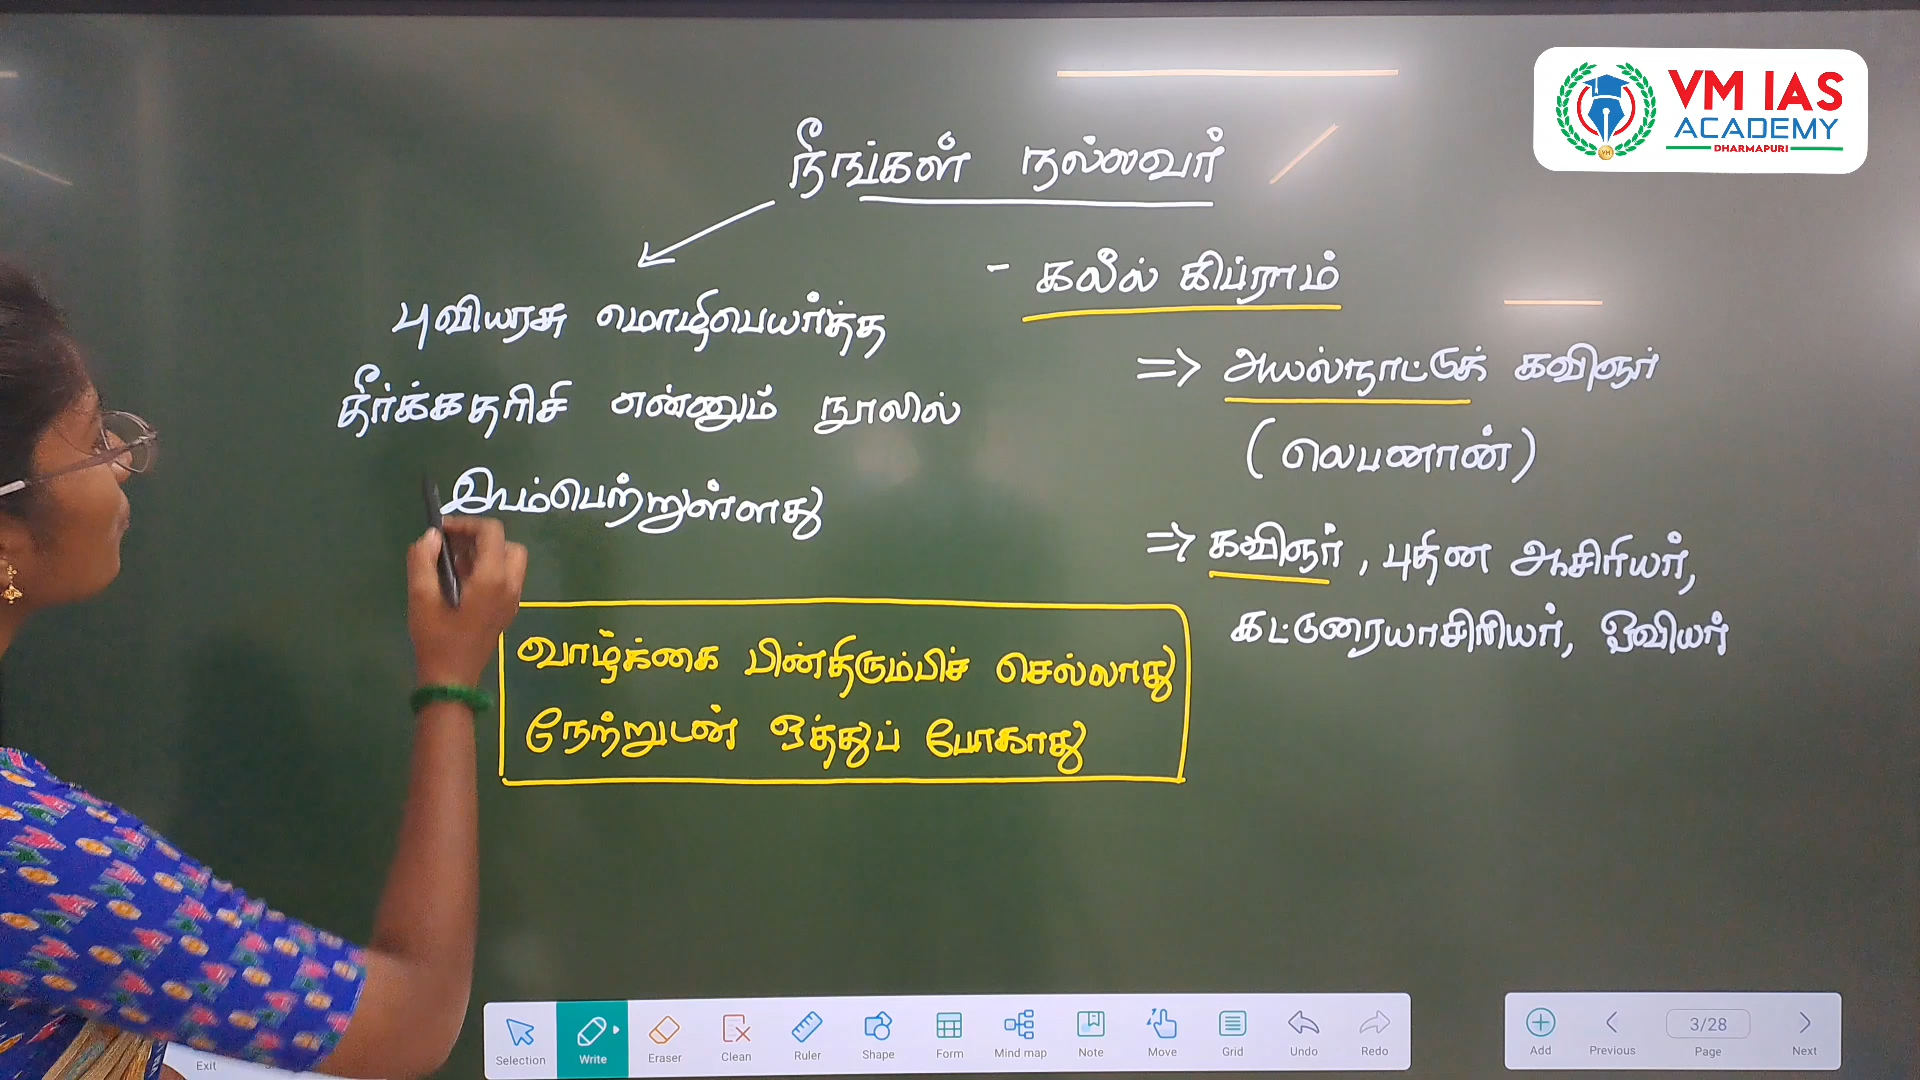 VM IAS
ACADEMY
DHARMAPURI
நீங்கள் நல்லவர்
- கலீல் கிப்ராம்
புவியரசு மொழிபெயர்த்த
தீர்க்கதரிசி என்னும் நூலில்
இடம்பெற்றுள்ளது
=> அயல்நாட்டுக் கவிஞர்
(லெபனான்)
=> கவிஞர், புதின ஆசிரியர்,
கட்டுரையாசிரியர், ஓவியர்
வாழ்க்கை பின்திரும்பிச் செல்லாது
நேற்றுடன் ஒத்துப் போகாது
Exit
Selection Write Eraser Clean Ruler Shape Form Mind map Note Move Grid Undo Redo
Add Previous 3/28 Page Next